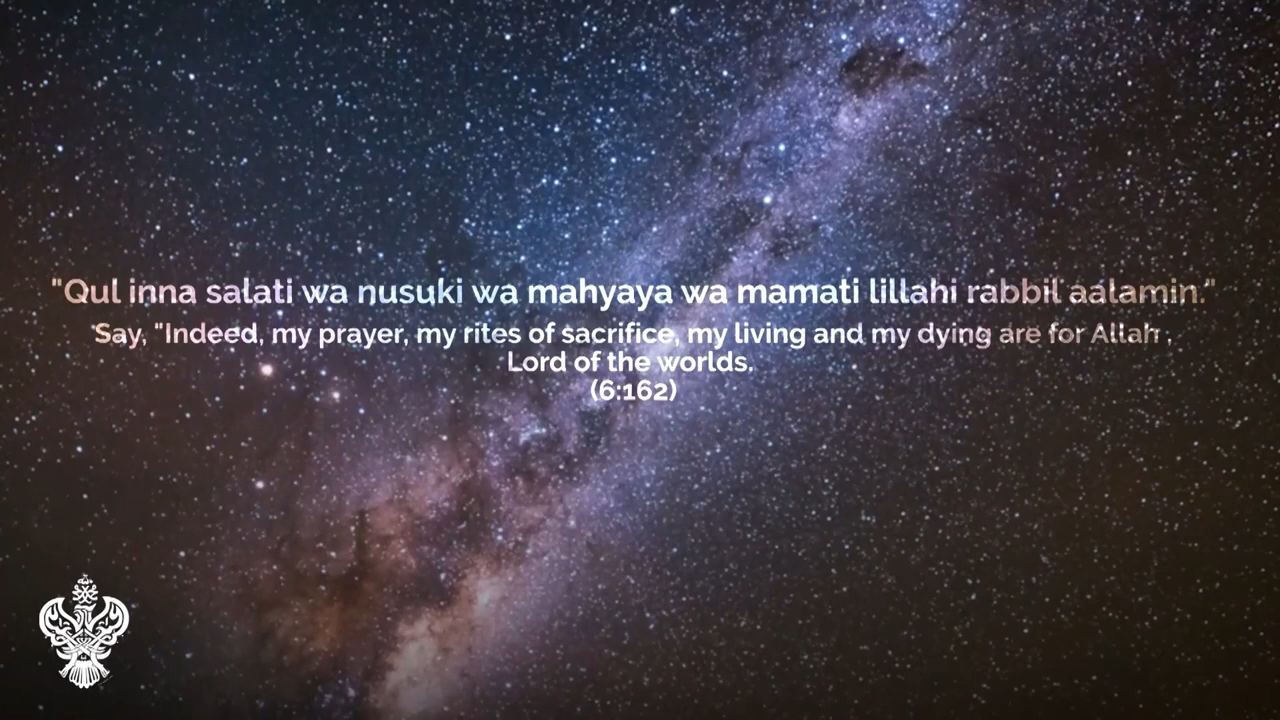 "Qul inna salati wa nusuki wa mahyaya wa mamati lillahi rabbil aalamin."
Say, "Indeed, my prayer, my rites of sacrifice, my living and my dying are for Allah .
Lord of the worlds.
(6:162)